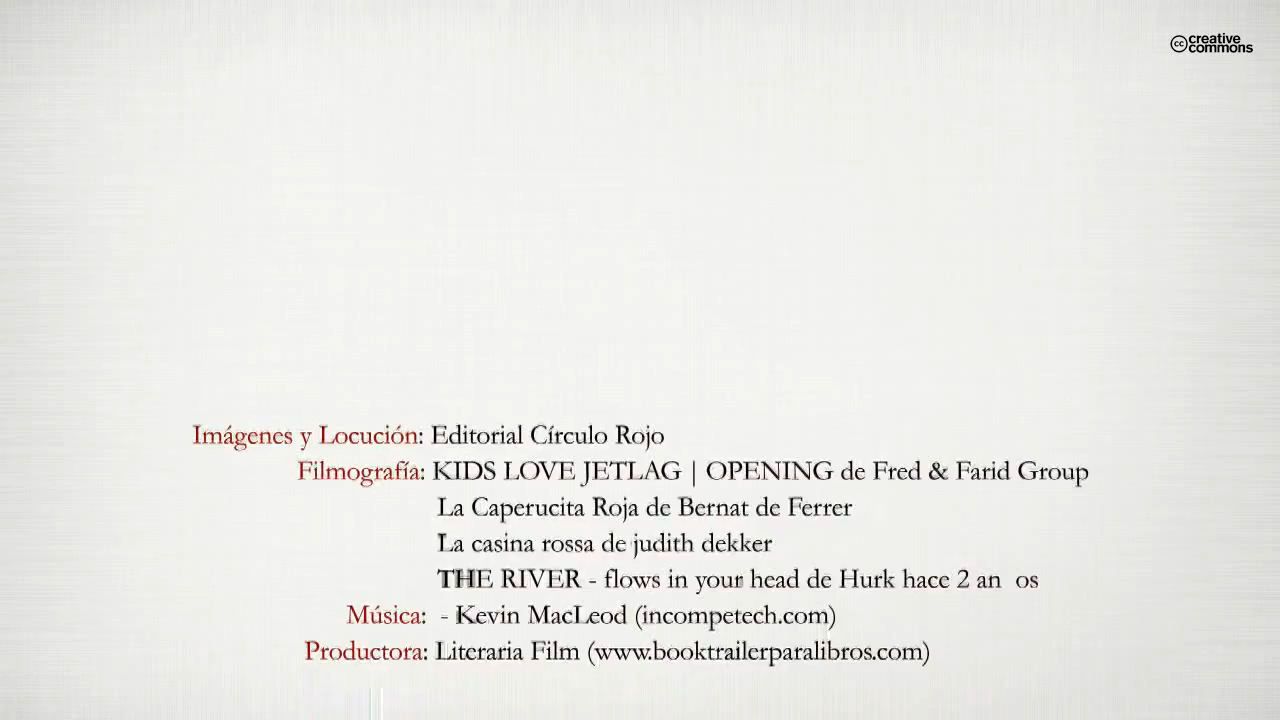 cc creative
commons
Imágenes y Locución: Editorial Círculo Rojo
Filmografía: KIDS LOVE JETLAG | OPENING de Fred & Farid Group
La Caperucita Roja de Bernat de Ferrer
La casina rossa de judith dekker
THE RIVER - flows in your head de Hurk hace 2 an  os
Música:  - Kevin MacLeod (incompetech.com)
Productora: Literaria Film (www.booktrailerparalibros.com)